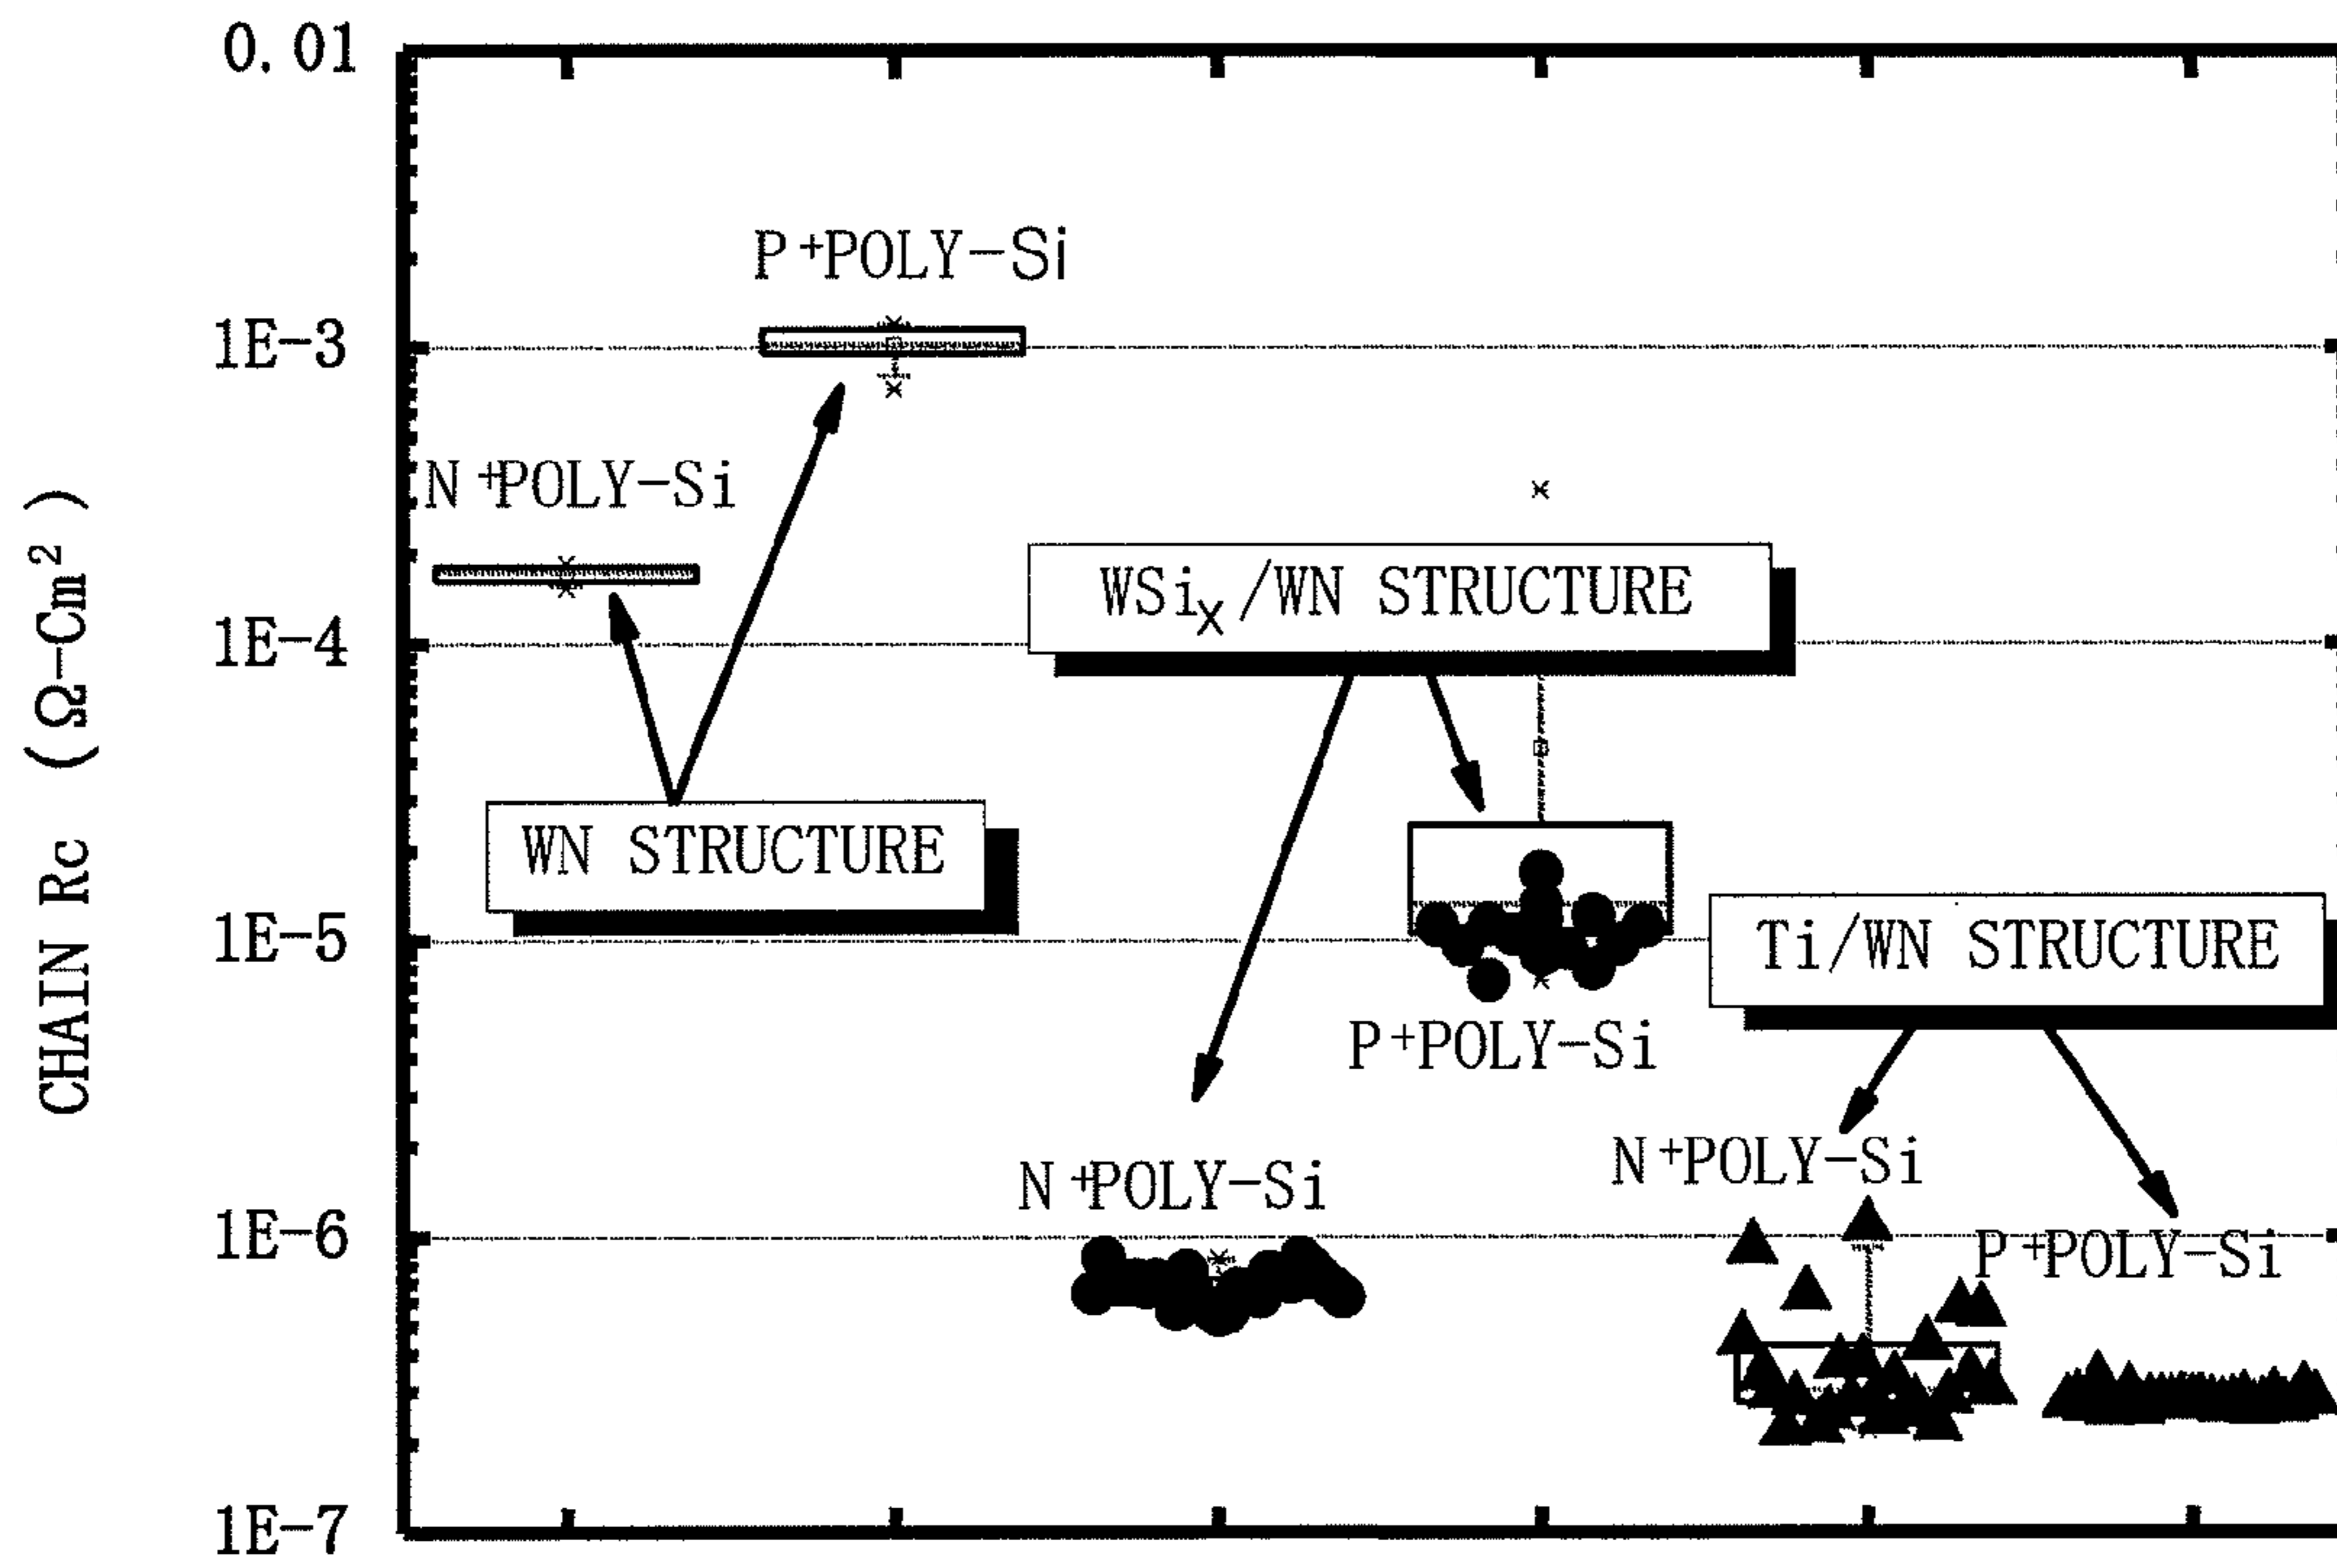 0.01
P+POLY-Si
1E-3
N+POLY-Si
WSiX/WN STRUCTURE
1E-4
CHAIN Rc (Ω-Cm²)
WN STRUCTURE
1E-5
Ti/WN STRUCTURE
P+POLY-Si
N+POLY-Si
N+POLY-Si
1E-6
P+POLY-Si
1E-7